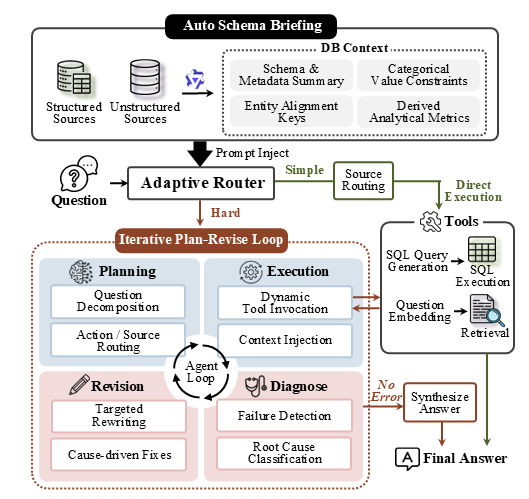 Auto Schema Briefing
DB Context
Schema &
Metadata Summary
Categorical
Value Constraints
Entity Alignment
Keys
Derived
Analytical Metrics
Structured
Sources
Unstructured
Sources
Prompt Inject
Question
Adaptive Router
Simple
Source
Routing
Direct
Execution
Hard
Iterative Plan-Revise Loop
Planning
Question
Decomposition
Action / Source
Routing
Execution
Dynamic
Tool Invocation
Context Injection
Agent
Loop
Revision
Targeted
Rewriting
Cause-driven Fixes
Diagnose
Failure Detection
Root Cause
Classification
Tools
SQL Query
Generation
SQL
Execution
Question
Embedding
Retrieval
No
Error
Synthesize
Answer
A
Final Answer